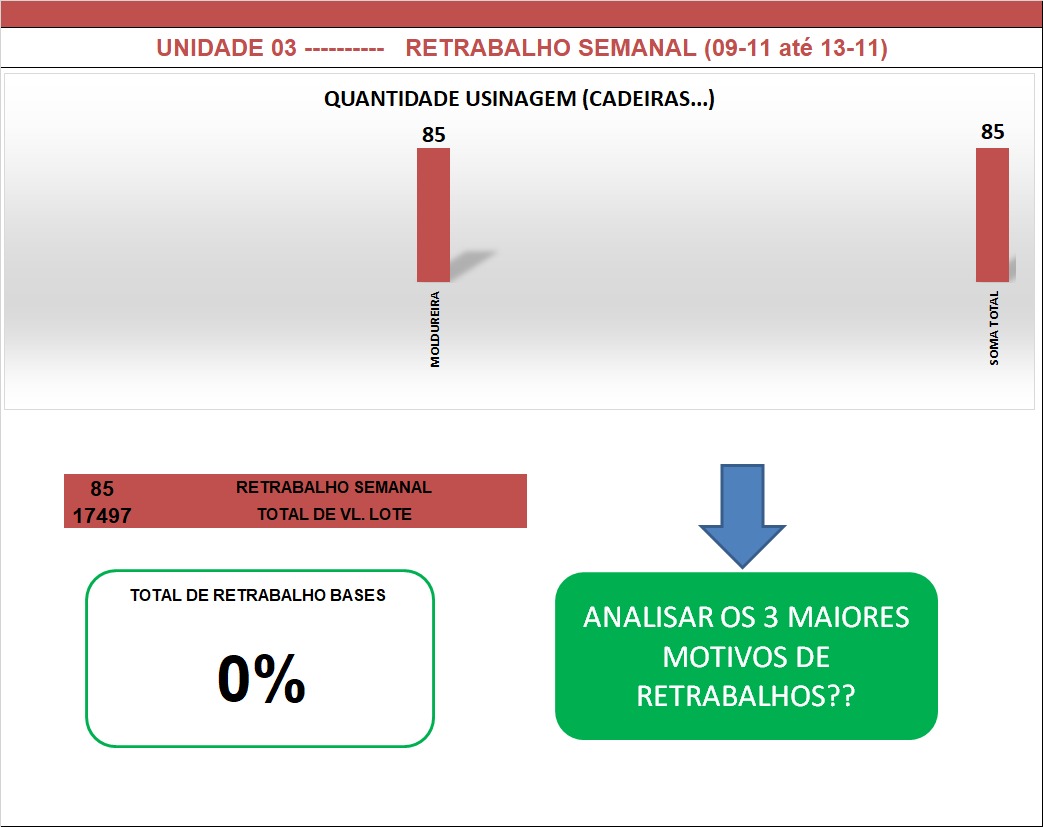 UNIDADE 03 ---------- RETRABALHO SEMANAL (09-11 até 13-11)
QUANTIDADE USINAGEM (CADEIRAS...)
85
85
MOLDUREIRA
SOMA TOTAL
85 RETRABALHO SEMANAL
17497 TOTAL DE VL. LOTE
TOTAL DE RETRABALHO BASES
0%
ANALISAR OS 3 MAIORES
MOTIVOS DE
RETRABALHOS??